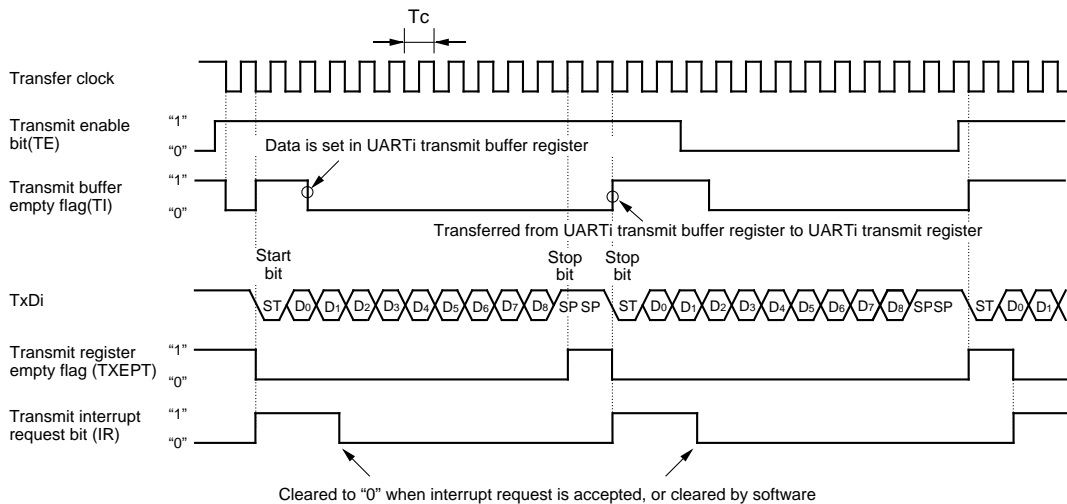 Tc
Transfer clock
Transmit enable
bit(TE)
“1”
“0”
Data is set in UARTi transmit buffer register
Transmit buffer
empty flag(TI)
“1”
“0”
Transferred from UARTi transmit buffer register to UARTi transmit register
Start
bit
Stop
bit
Stop
bit
TxDi
ST D0 D1 D2 D3 D4 D5 D6 D7 D8 SP SP ST D0 D1 D2 D3 D4 D5 D6 D7 D8 SPSP ST D0 D1
Transmit register
empty flag (TXEPT)
“1”
“0”
Transmit interrupt
request bit (IR)
“1”
“0”
Cleared to “0” when interrupt request is accepted, or cleared by software